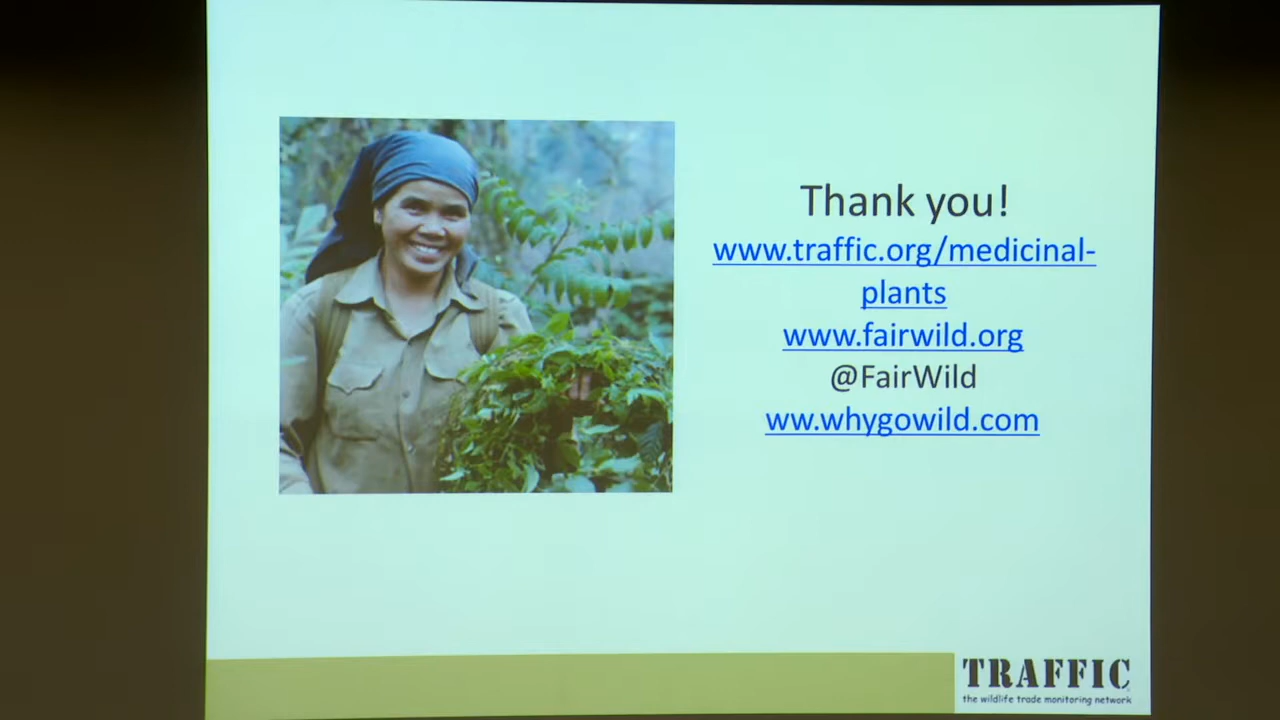 Thank you!
www.traffic.org/medicinal-
plants
www.fairwild.org
@FairWild
ww.whygowild.com
TRAFFIC
the wildlife trade monitoring network